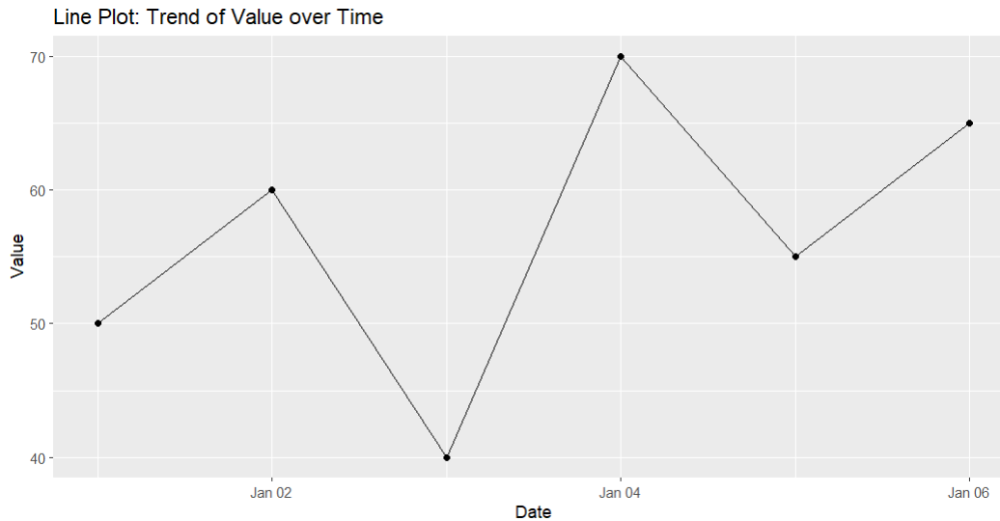 Line Plot: Trend of Value over Time
70
60
50
40
Value
Jan 02
Jan 04
Jan 06
Date